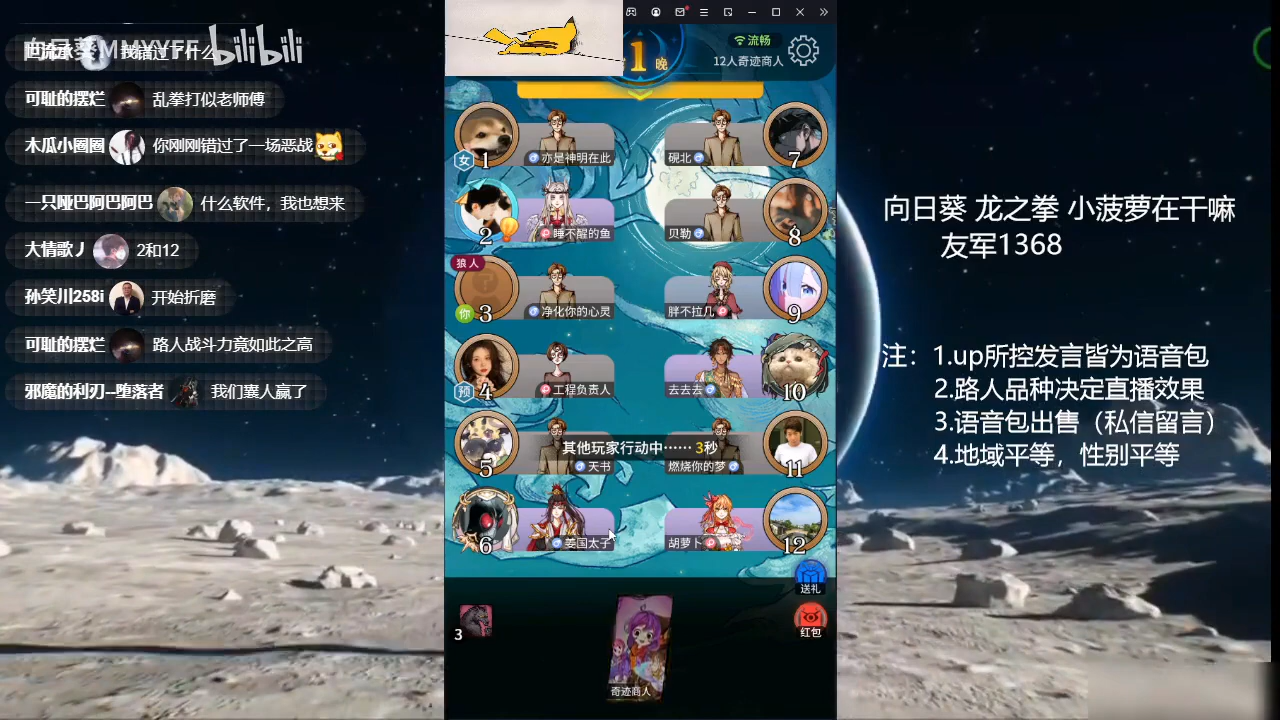 bilibili
我错过了什么
可耻的摆烂 乱拳打似老师傅
木瓜小圈圈 你刚刚错过了一场恶战
一只哑巴阿巴阿巴 什么软件，我也想来
大情歌丿 2和12
孙笑川258i 开始折磨
可耻的摆烂 路人战斗力竟如此之高
邪魔的利刃--堕落者 我们襄人赢了
1晚
流畅
12人奇迹商人
女 1 亦是神明在此
2 睡不醒的鱼
狼人
你 3 净化你的心灵
预 4 工程负责人
5 天书
6 姜国太子
砚北 7
贝勒 8
胖不拉几 9
去去去 10
燃烧你的梦 11
胡萝卜 12
其他玩家行动中······3秒
送礼
红包
3
奇迹商人
向日葵 龙之拳 小菠萝在干嘛
友军1368
注：1.up所控发言皆为语音包
2.路人品种决定直播效果
3.语音包出售（私信留言）
4.地域平等，性别平等